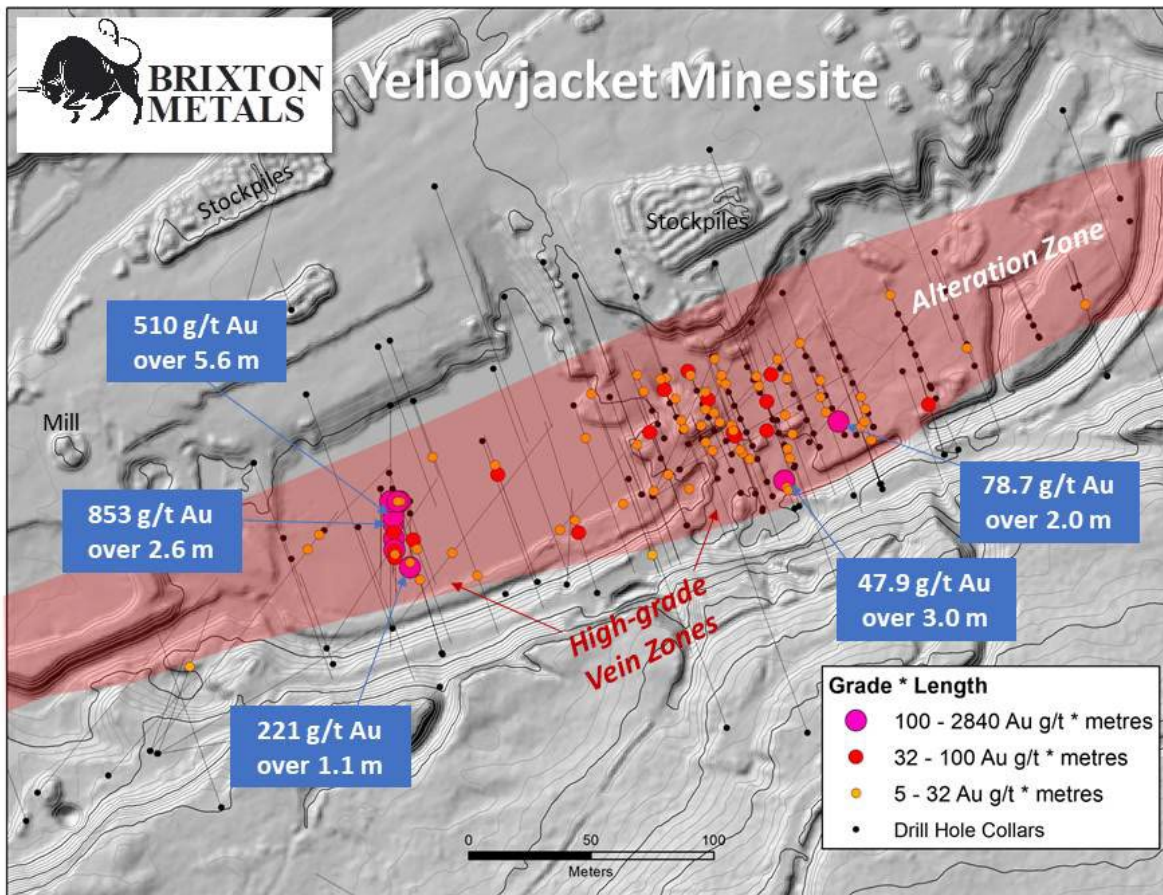 BRIXTON
METALS
Yellowjacket Minesite
Stockpiles
Stockpiles
Alteration Zone
510 g/t Au
over 5.6 m
Mill
853 g/t Au
over 2.6 m
78.7 g/t Au
over 2.0 m
47.9 g/t Au
over 3.0 m
High-grade
Vein Zones
221 g/t Au
over 1.1 m
Grade * Length
100 - 2840 Au g/t * metres
32 - 100 Au g/t * metres
5 - 32 Au g/t * metres
Drill Hole Collars
0 50 100
Meters